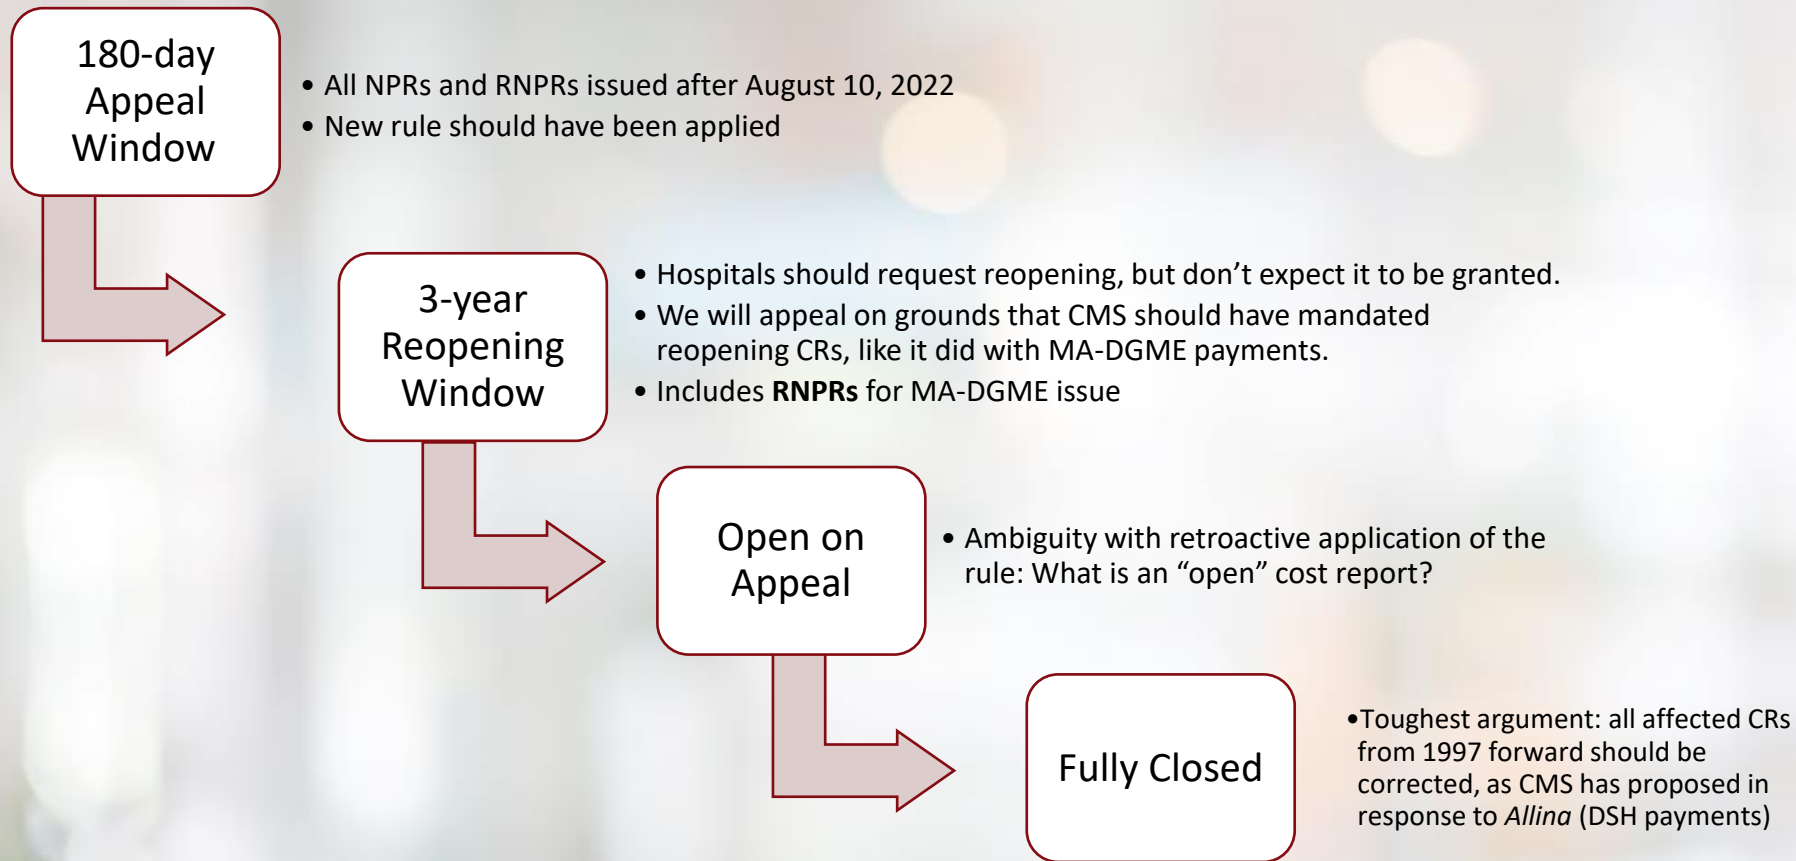 180-day
Appeal
Window
• All NPRs and RNPRs issued after August 10, 2022
• New rule should have been applied
3-year
Reopening
Window
• Hospitals should request reopening, but don’t expect it to be granted.
• We will appeal on grounds that CMS should have mandated
reopening CRs, like it did with MA-DGME payments.
• Includes RNPRs for MA-DGME issue
Open on
Appeal
• Ambiguity with retroactive application of the
rule: What is an “open” cost report?
Fully Closed
•Toughest argument: all affected CRs
from 1997 forward should be
corrected, as CMS has proposed in
response to Allina (DSH payments)